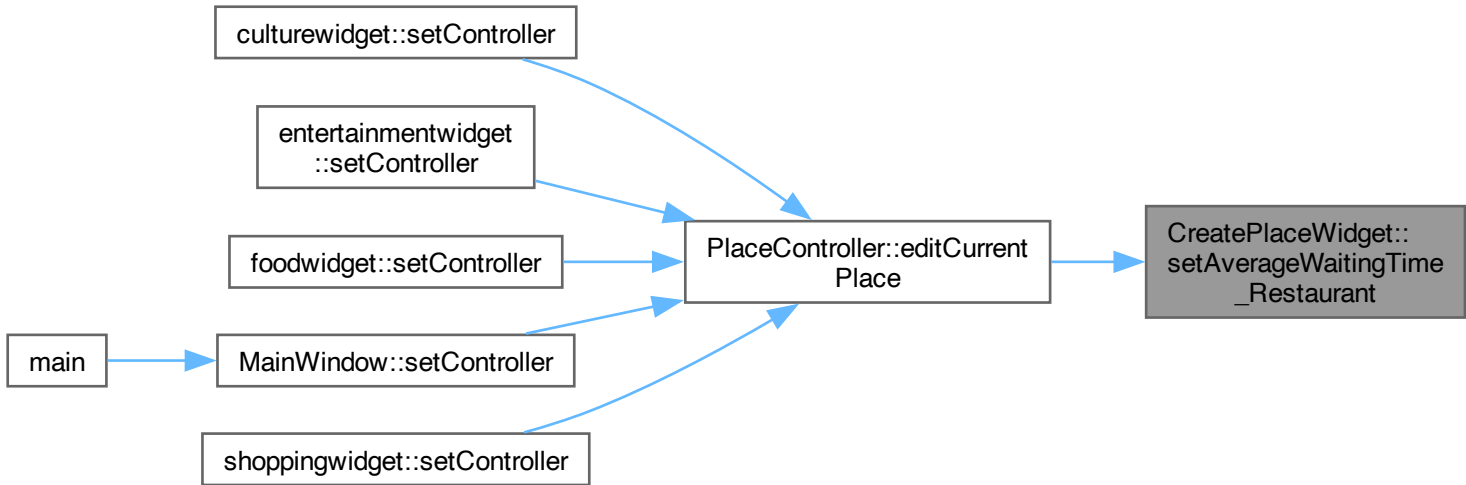 culturewidget::setController
entertainmentwidget
::setController
foodwidget::setController
main
MainWindow::setController
shoppingwidget::setController
PlaceController::editCurrent
Place
CreatePlaceWidget::
setAverageWaitingTime
_Restaurant